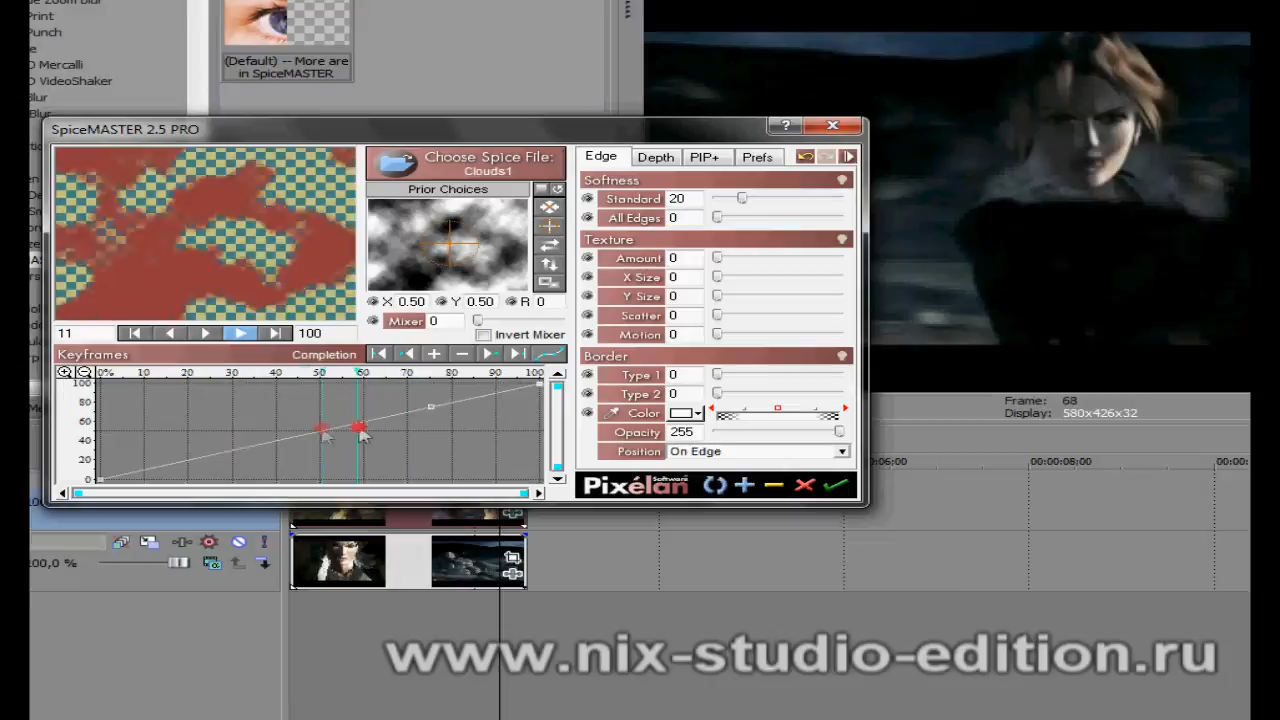 e Zoom Blur
Print
Punch
e
D Mercalli
D VideoShaker
Blur
Blur
(Default) -- More are
in SpiceMASTER
SpiceMASTER 2.5 PRO
?
Choose Spice File:
Clouds1
Prior Choices
X 0.50 Y 0.50 R 0
Mixer 0
Invert Mixer
11
100
Keyframes
Completion
0% 10 20 30 40 50 60 70 80 90 100
100
80
60
40
20
0
Edge Depth PIP+ Prefs
Softness
Standard 20
All Edges 0
Texture
Amount 0
X Size 0
Y Size 0
Scatter 0
Motion 0
Border
Type 1 0
Type 2 0
Color
Opacity 255
Position On Edge
Pixélan Software
Frame: 68
Display: 580x426x32
00:00:08:00
00:00:
00,0 %
www.nix-studio-edition.ru